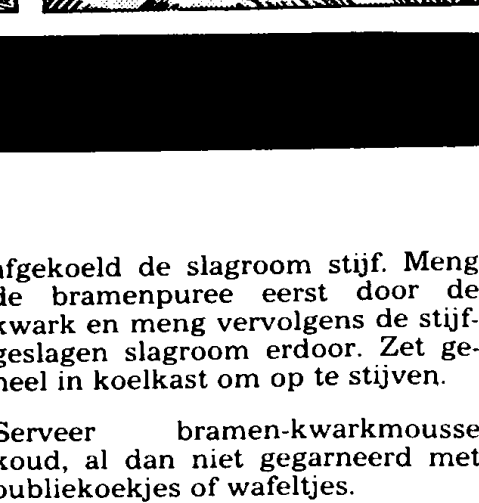 afgekoeld de slagroom stijf. Meng
de bramenpuree eerst door de
kwark en meng vervolgens de stijf-
geslagen slagroom erdoor. Zet ge-
heel in koelkast om op te stijven.

Serveer bramen-kwarkmousse
koud, al dan niet gegarneerd met
oubliekoekjes of wafeltjes.